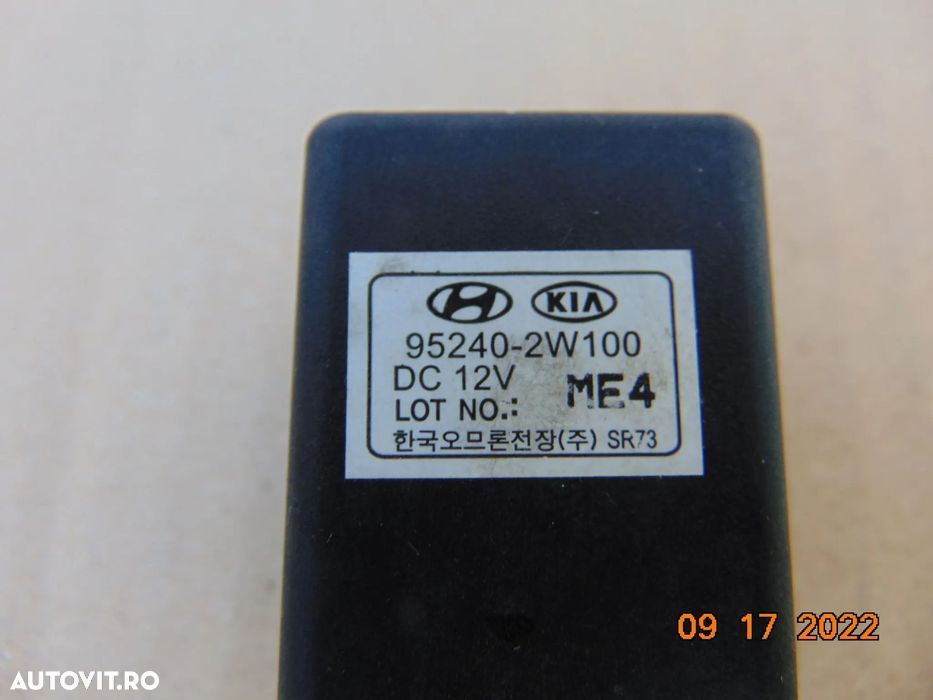 KIA
95240-2W100
DC 12V
ME4
LOT NO.:
한국오므론전장(주) SR73
09 17 2022
AUTOVIT.RO